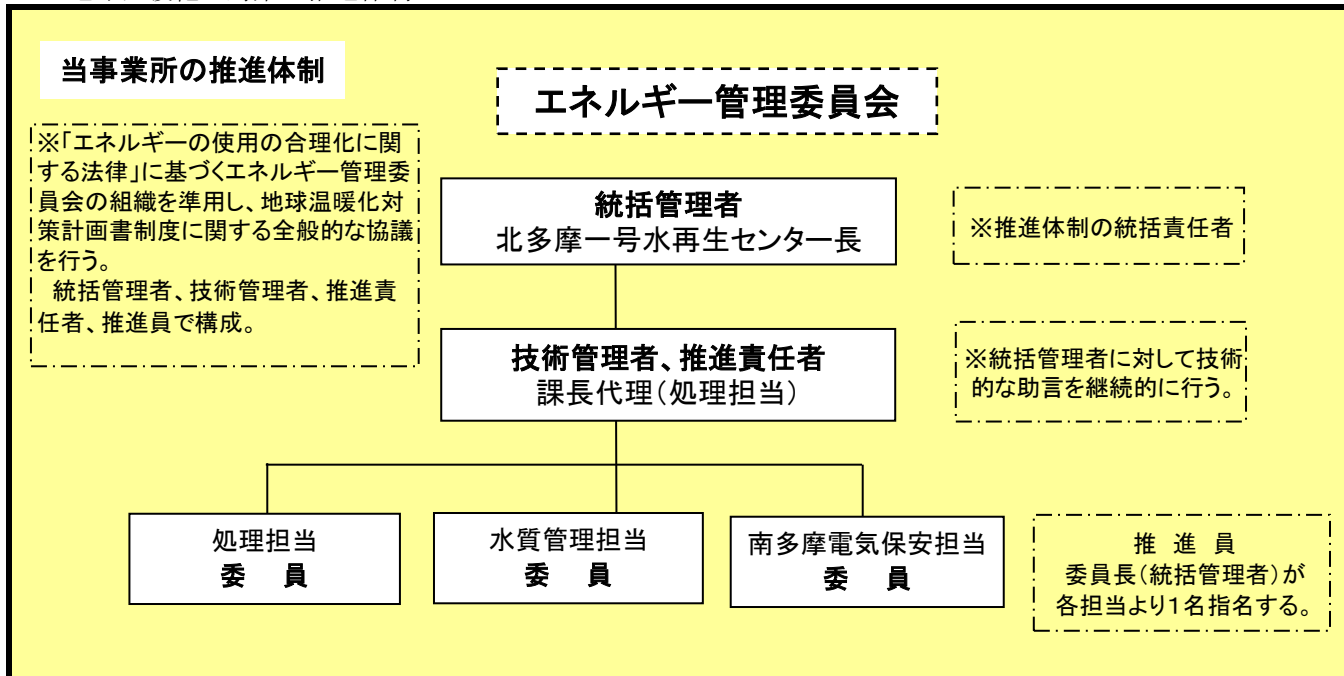 当事業所の推進体制
エネルギー管理委員会
※「エネルギーの使用の合理化に関
する法律」に基づくエネルギー管理委
員会の組織を準用し、地球温暖化対
策計画書制度に関する全般的な協議
を行う。
統括管理者、技術管理者、推進責
任者、推進員で構成。
統括管理者
北多摩一号水再生センター長
※推進体制の統括責任者
技術管理者、推進責任者
課長代理(処理担当)
※統括管理者に対して技術
的な助言を継続的に行う。
処理担当
委 員
水質管理担当
委 員
南多摩電気保安担当
委 員
推 進 員
委員長(統括管理者)が
各担当より1名指名する。